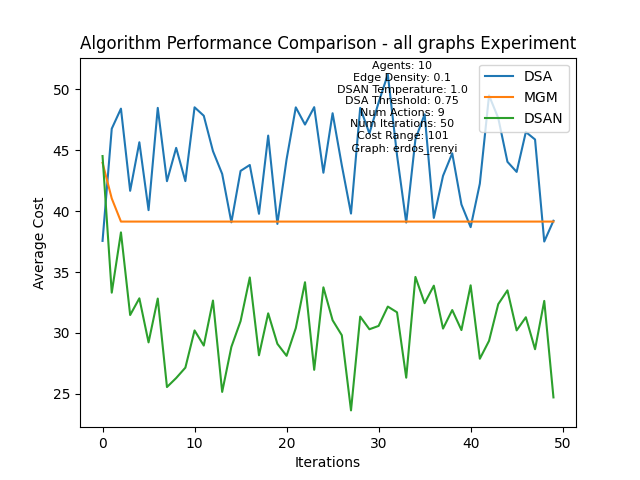 Algorithm Performance Comparison - all graphs Experiment
Agents: 10
Edge Density: 0.1
DSAN Temperature: 1.0
DSA Threshold: 0.75
Num Actions: 9
Num Iterations: 50
Cost Range: 101
Graph: erdos_renyi
DSA
MGM
DSAN
50
45
40
35
30
25
Average Cost
0
10
20
30
40
50
Iterations